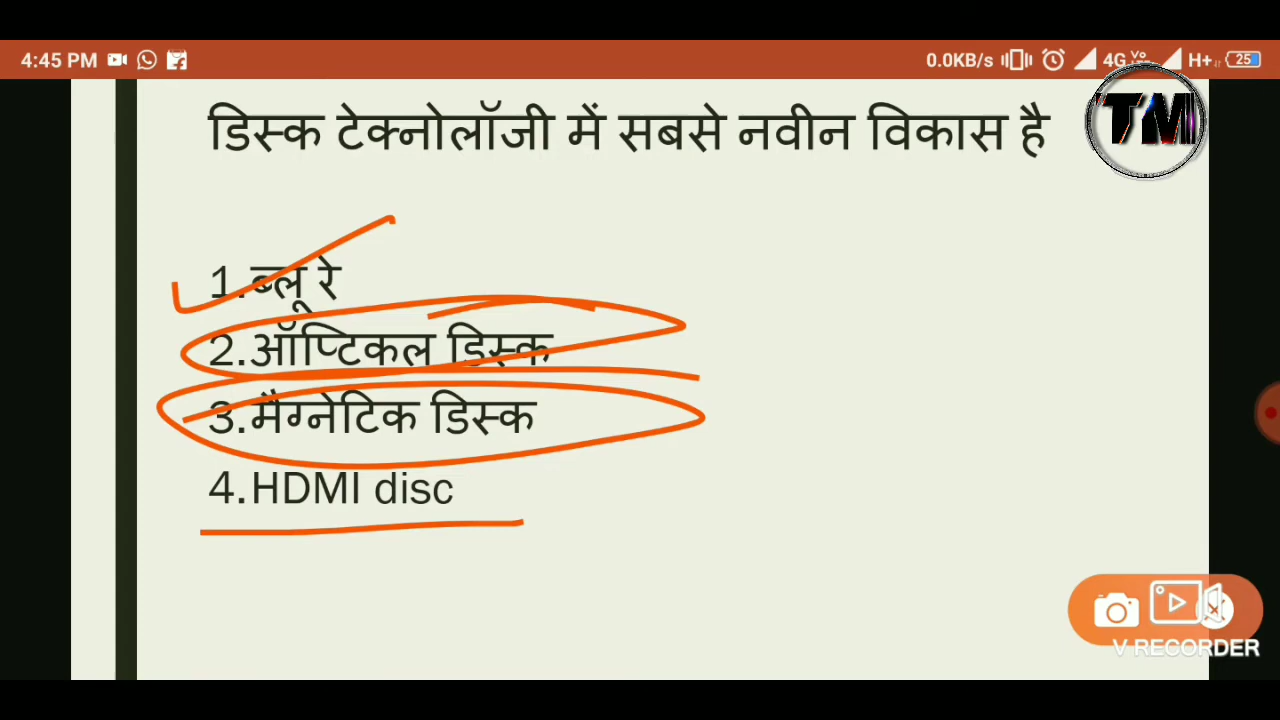 4:45 PM 0.0KB/s 4G Vo H+ 25
TM
डिस्क टेक्नोलॉजी में सबसे नवीन विकास है
1.ब्लू रे
2.ऑप्टिकल डिस्क
3.मैग्नेटिक डिस्क
4.HDMI disc
V RECORDER